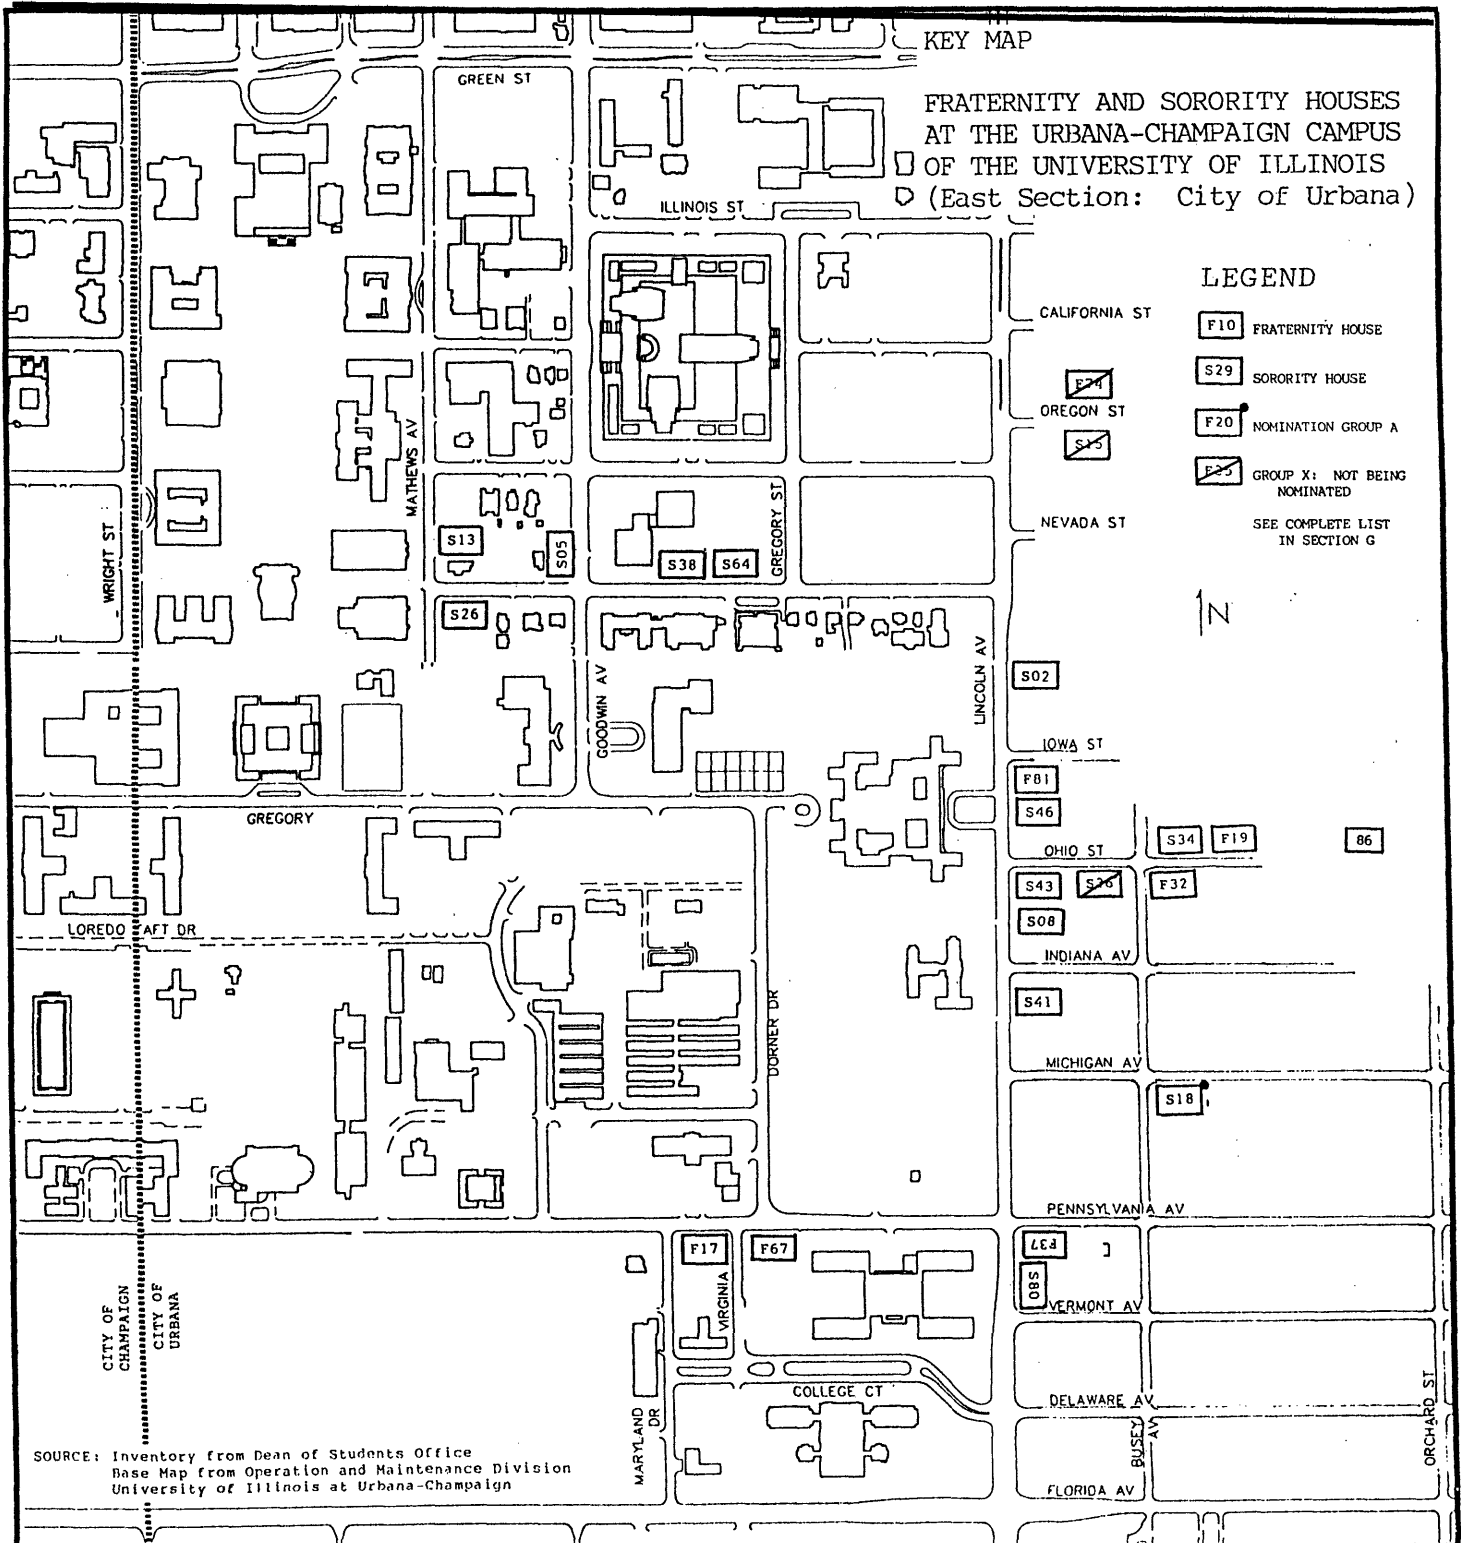 KEY MAP
FRATERNITY AND SORORITY HOUSES
AT THE URBANA-CHAMPAIGN CAMPUS
OF THE UNIVERSITY OF ILLINOIS
(East Section: City of Urbana)
GREEN ST
ILLINOIS ST
LEGEND
CALIFORNIA ST
F10 FRATERNITY HOUSE
S29 SORORITY HOUSE
F20 NOMINATION GROUP A
GROUP X: NOT BEING
NOMINATED
SEE COMPLETE LIST
IN SECTION G
OREGON ST
S15
NEVADA ST
MATHEWS AV
WRIGHT ST
GREGORY ST
S13
S05
S38
S64
S26
N
LINCOLN AV
GOODWIN AV
S02
IOWA ST
F81
S46
GREGORY
OHIO ST
S34
F19
86
S43
S36
F32
S08
LOREDO TAFT DR
INDIANA AV
S41
DORNER DR
MICHIGAN AV
S18
PENNSYLVANIA AV
F17
F67
F37
S80
VIRGINIA
VERMONT AV
CITY OF
CHAMPAIGN
CITY OF
URBANA
COLLEGE CT
DELAWARE AV
MARYLAND
DR
BUSEY
AV
ORCHARD ST
FLORIDA AV
SOURCE: Inventory from Dean of Students Office
Base Map from Operation and Maintenance Division
University of Illinois at Urbana-Champaign